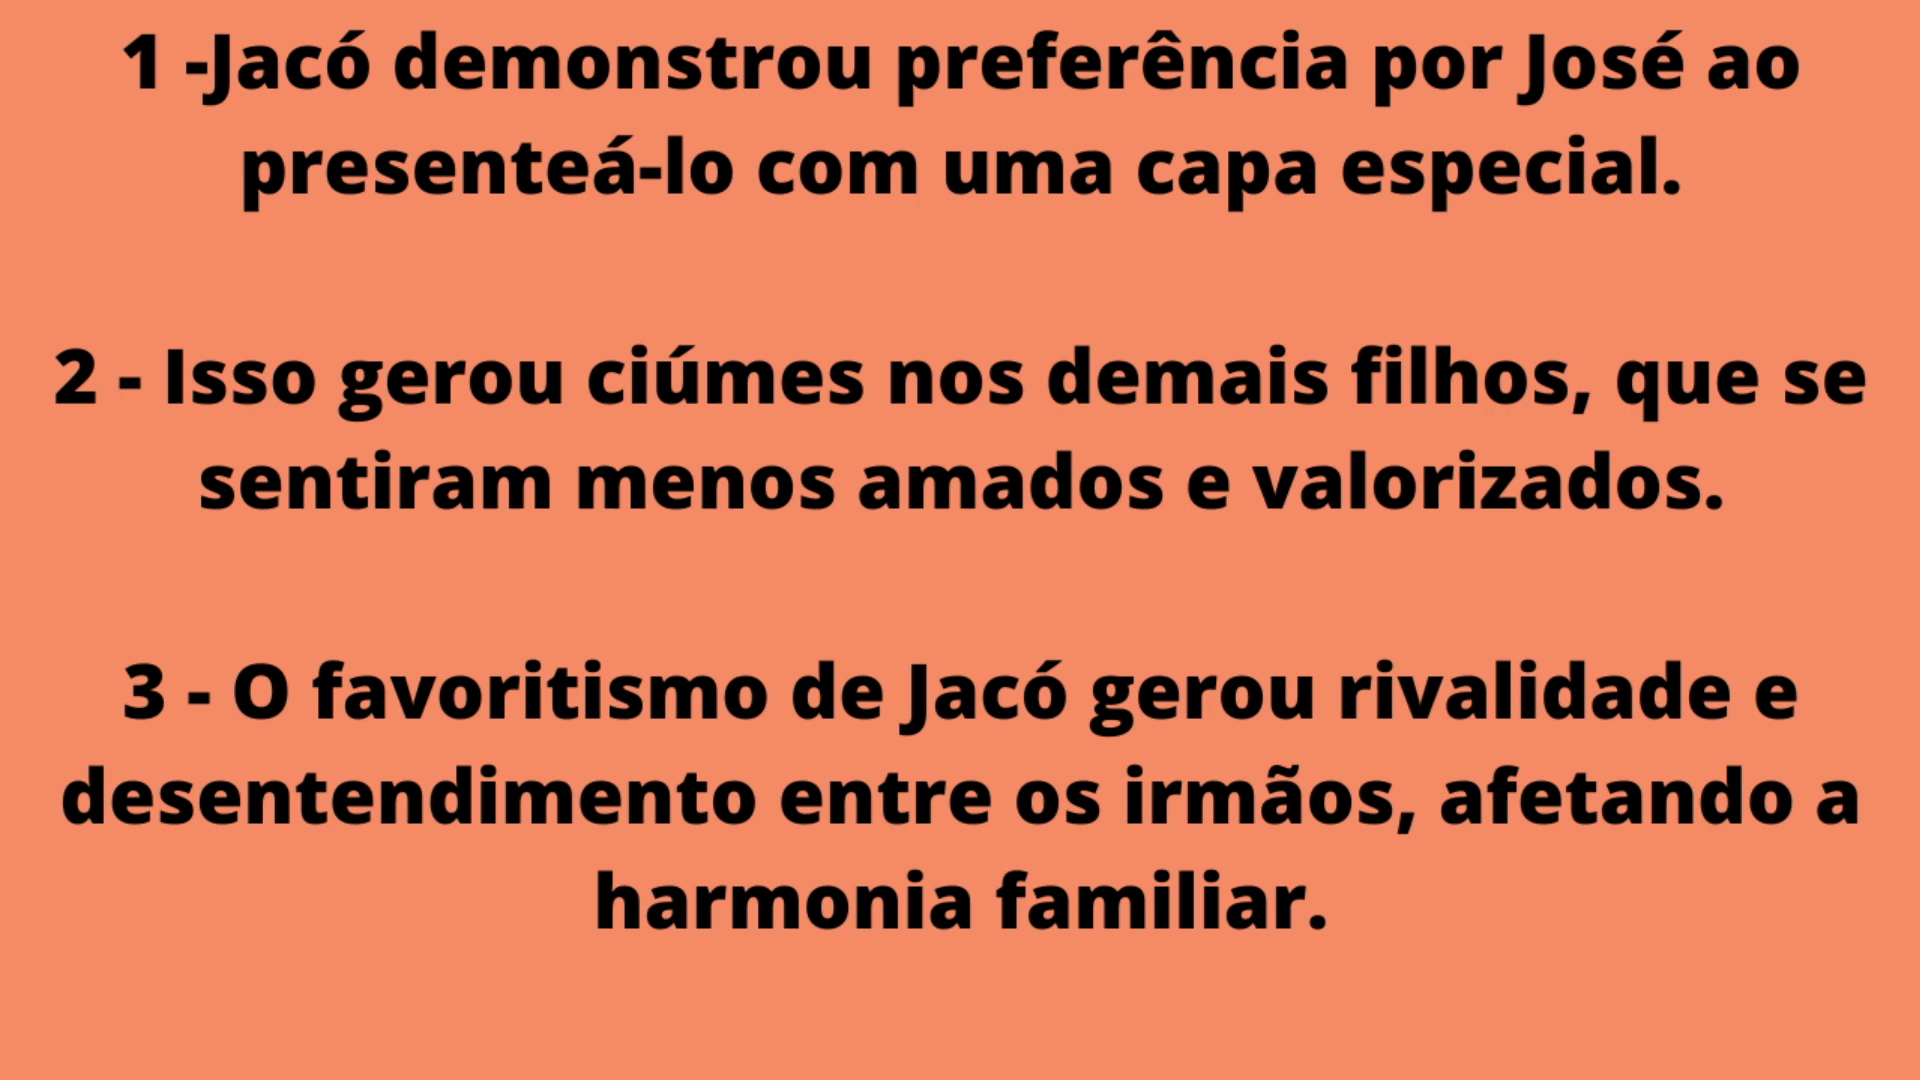 1 -Jacó demonstrou preferência por José ao
presenteá-lo com uma capa especial.
2 - Isso gerou ciúmes nos demais filhos, que se
sentiram menos amados e valorizados.
3 - O favoritismo de Jacó gerou rivalidade e
desentendimento entre os irmãos, afetando a
harmonia familiar.